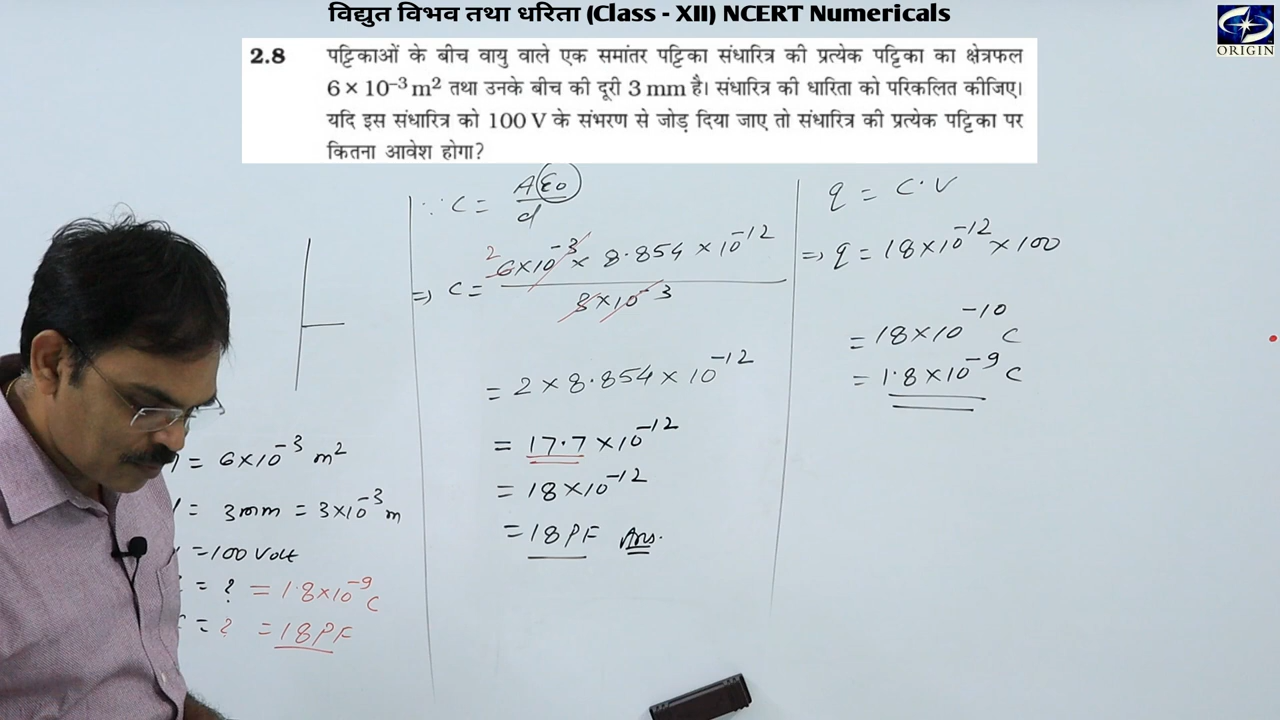 विद्युत विभव तथा धरिता (Class - XII) NCERT Numericals
ORIGIN
2.8 पट्टिकाओं के बीच वायु वाले एक समांतर पट्टिका संधारित्र की प्रत्येक पट्टिका का क्षेत्रफल
6 × 10⁻³ m² तथा उनके बीच की दूरी 3 mm है। संधारित्र की धारिता को परिकलित कीजिए।
यदि इस संधारित्र को 100 V के संभरण से जोड़ दिया जाए तो संधारित्र की प्रत्येक पट्टिका पर
कितना आवेश होगा?
= 6×10⁻³ m²
= 3mm = 3×10⁻³ m
= 100 Volt
= ? = 1.8×10⁻⁹ C
= ? = 18PF
∵ C = Aε₀/d
⇒ C = 2 6×10⁻³ × 8.854 × 10⁻¹² / 3×10⁻³
= 2 × 8.854 × 10⁻¹²
= 17.7 × 10⁻¹²
= 18×10⁻¹²
= 18PF Ans.
q = C·V
⇒ q = 18×10⁻¹² × 100
= 18×10⁻¹⁰ C
= 1.8×10⁻⁹ C